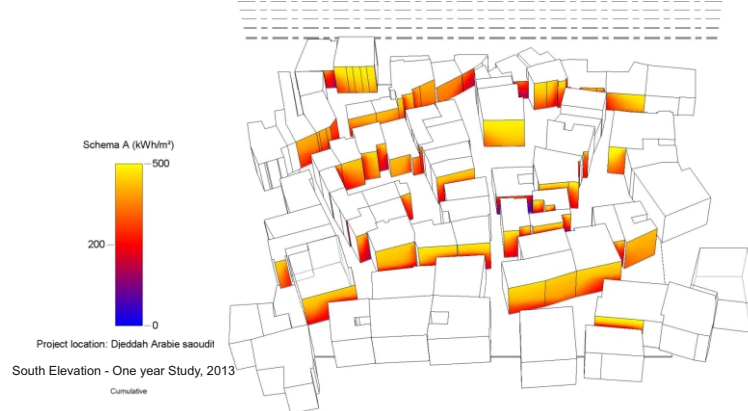 Schema A (kWh/m²)
500
200
0
Project location: Djeddah Arabie saoudit
South Elevation - One year Study, 2013
Cumulative